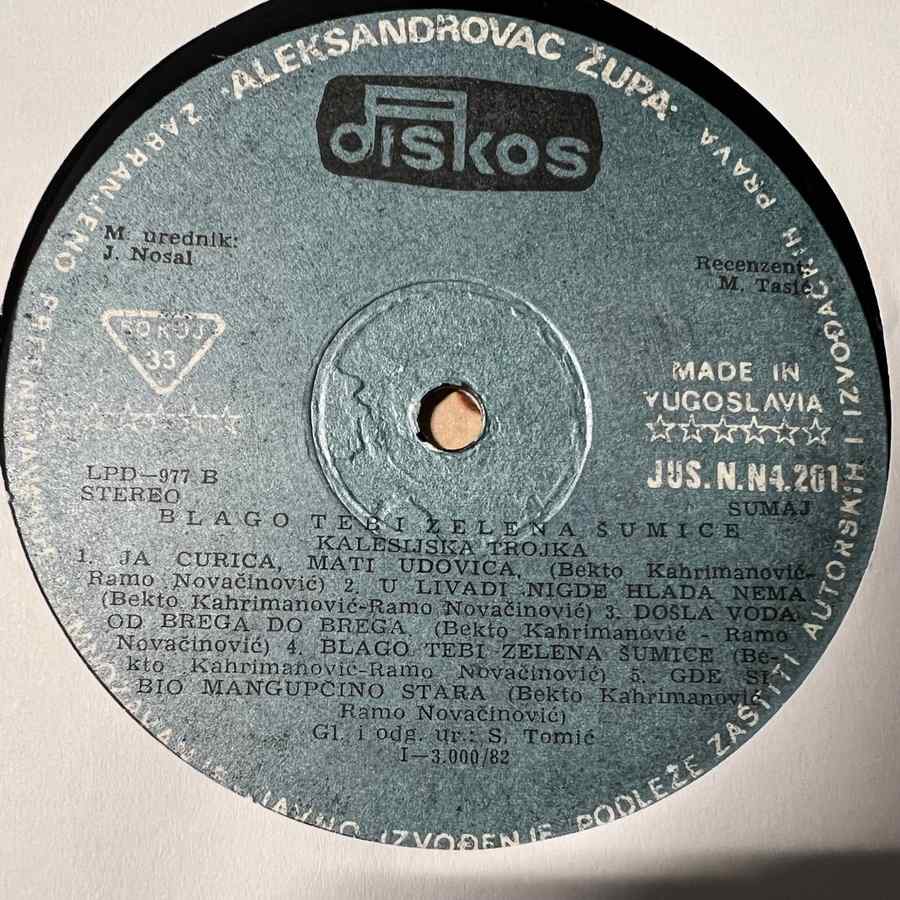 ALEKSANDROVAC ŽUPA
diskos
PRAVA
ZABRANJENO
M. urednik:
J. Nosal
Recenzent:
M. Tasić
SOKOJ
33
MADE IN
YUGOSLAVIA
JUS.N.N4.201
LPD—977 B
STEREO
SUMAJ
BLAGO TEBI ZELENA ŠUMICE
KALESIJSKA TROJKA
1. JA CURICA, MATI UDOVICA, (Bekto Kahrimanović-
Ramo Novačinović) 2. U LIVADI NIGDE HLADA NEMA
(Bekto Kahrimanović-Ramo Novačinović) 3. DOŠLA VODA
OD BREGA DO BREGA, (Bekto Kahrimanović - Ramo
Novačinović) 4. BLAGO TEBI ZELENA ŠUMICE (Be-
kto Kahrimanović-Ramo Novačinović) 5. GDE SI
BIO MANGUPČINO STARA (Bekto Kahrimanović
Ramo Novačinović)
Gl. i odg. ur.: S. Tomić
I—3.000/82
JAVNO IZVOĐENJE PODLEŽE ZAŠTITI AUTORSKIH I IZVOĐAČKIH